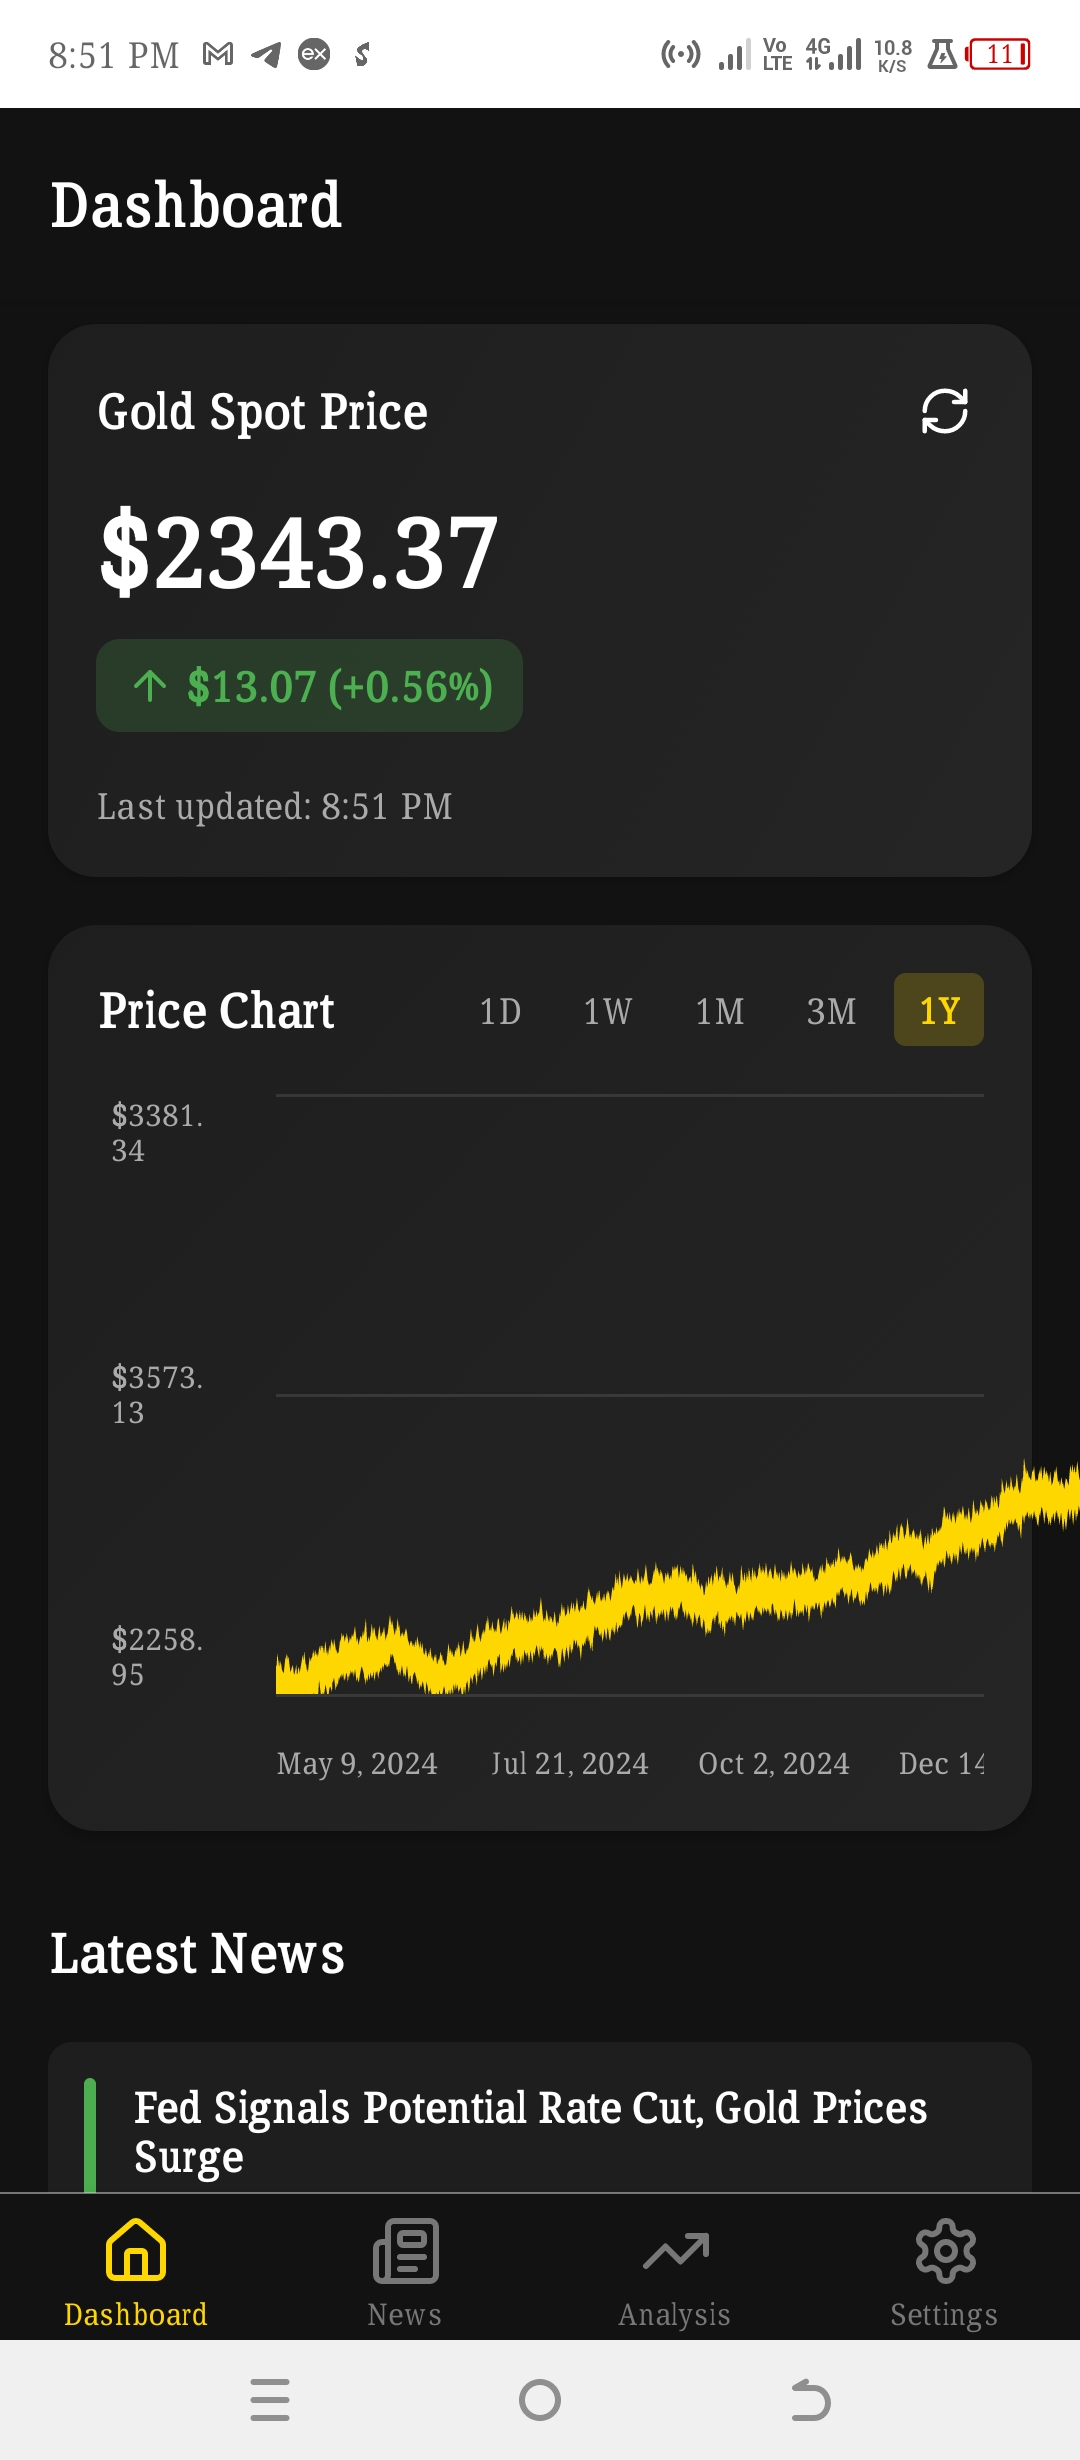 8:51 PM
ex
Vo
LTE
4G
10.8
K/S
11
Dashboard
Gold Spot Price
$2343.37
$13.07 (+0.56%)
Last updated: 8:51 PM
Price Chart 1D 1W 1M 3M 1Y
$3381.
34
$3573.
13
$2258.
95
May 9, 2024 Jul 21, 2024 Oct 2, 2024 Dec 14
Latest News
Fed Signals Potential Rate Cut, Gold Prices
Surge
Dashboard News Analysis Settings